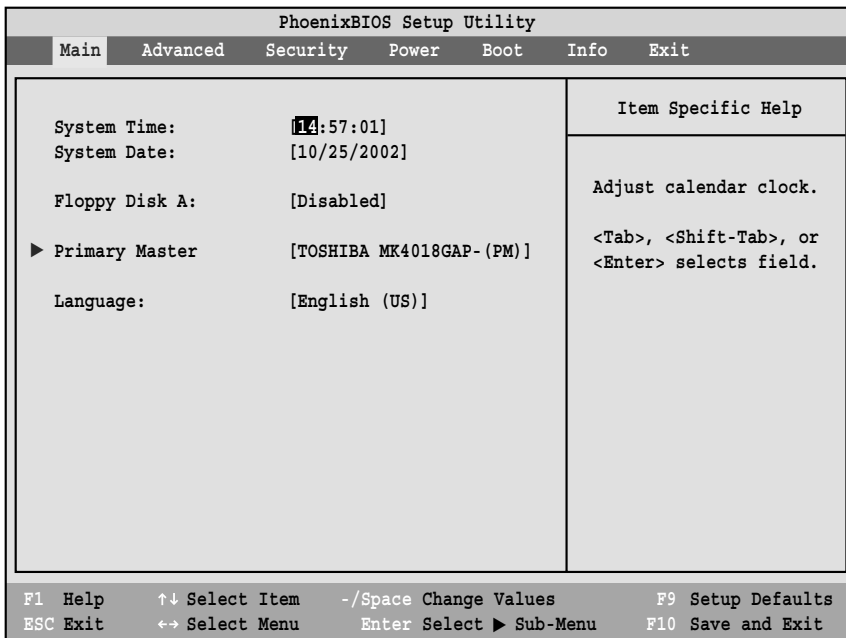 PhoenixBIOS Setup Utility
Main Advanced Security Power Boot Info Exit
System Time: [14:57:01]
System Date: [10/25/2002]
Floppy Disk A: [Disabled]
▶ Primary Master [TOSHIBA MK4018GAP-(PM)]
Language: [English (US)]
Item Specific Help
Adjust calendar clock.
<Tab>, <Shift-Tab>, or
<Enter> selects field.
F1 Help ↑↓ Select Item -/Space Change Values F9 Setup Defaults
ESC Exit ←→ Select Menu Enter Select ▶ Sub-Menu F10 Save and Exit